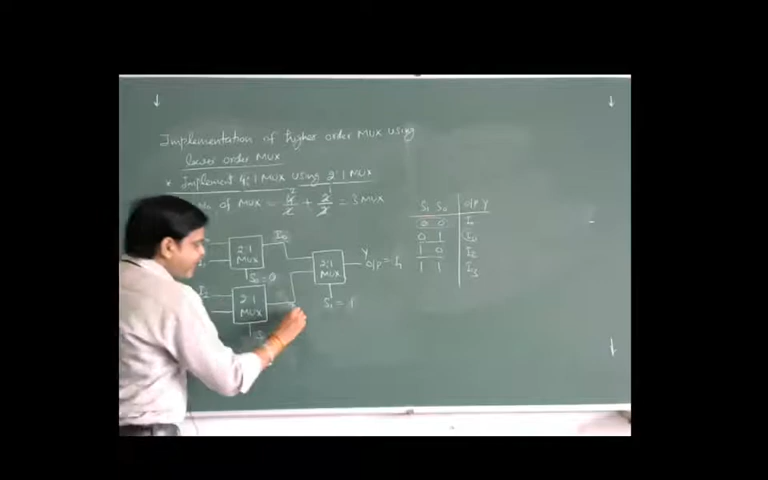 Implementation of higher order MUX using
lower order MUX
* Implement 4:1 MUX using 2:1 MUX
No of MUX = 4/2 + 2/2 = 3 MUX
S₁ S₀ O/P Y
0 0 I₀
0 1 I₁
1 0 I₂
1 1 I₃
2:1
MUX
I₀
S₀ = 0
2:1
MUX
Y
O/P = I₂
S₁ = 1
I₂
2:1
MUX